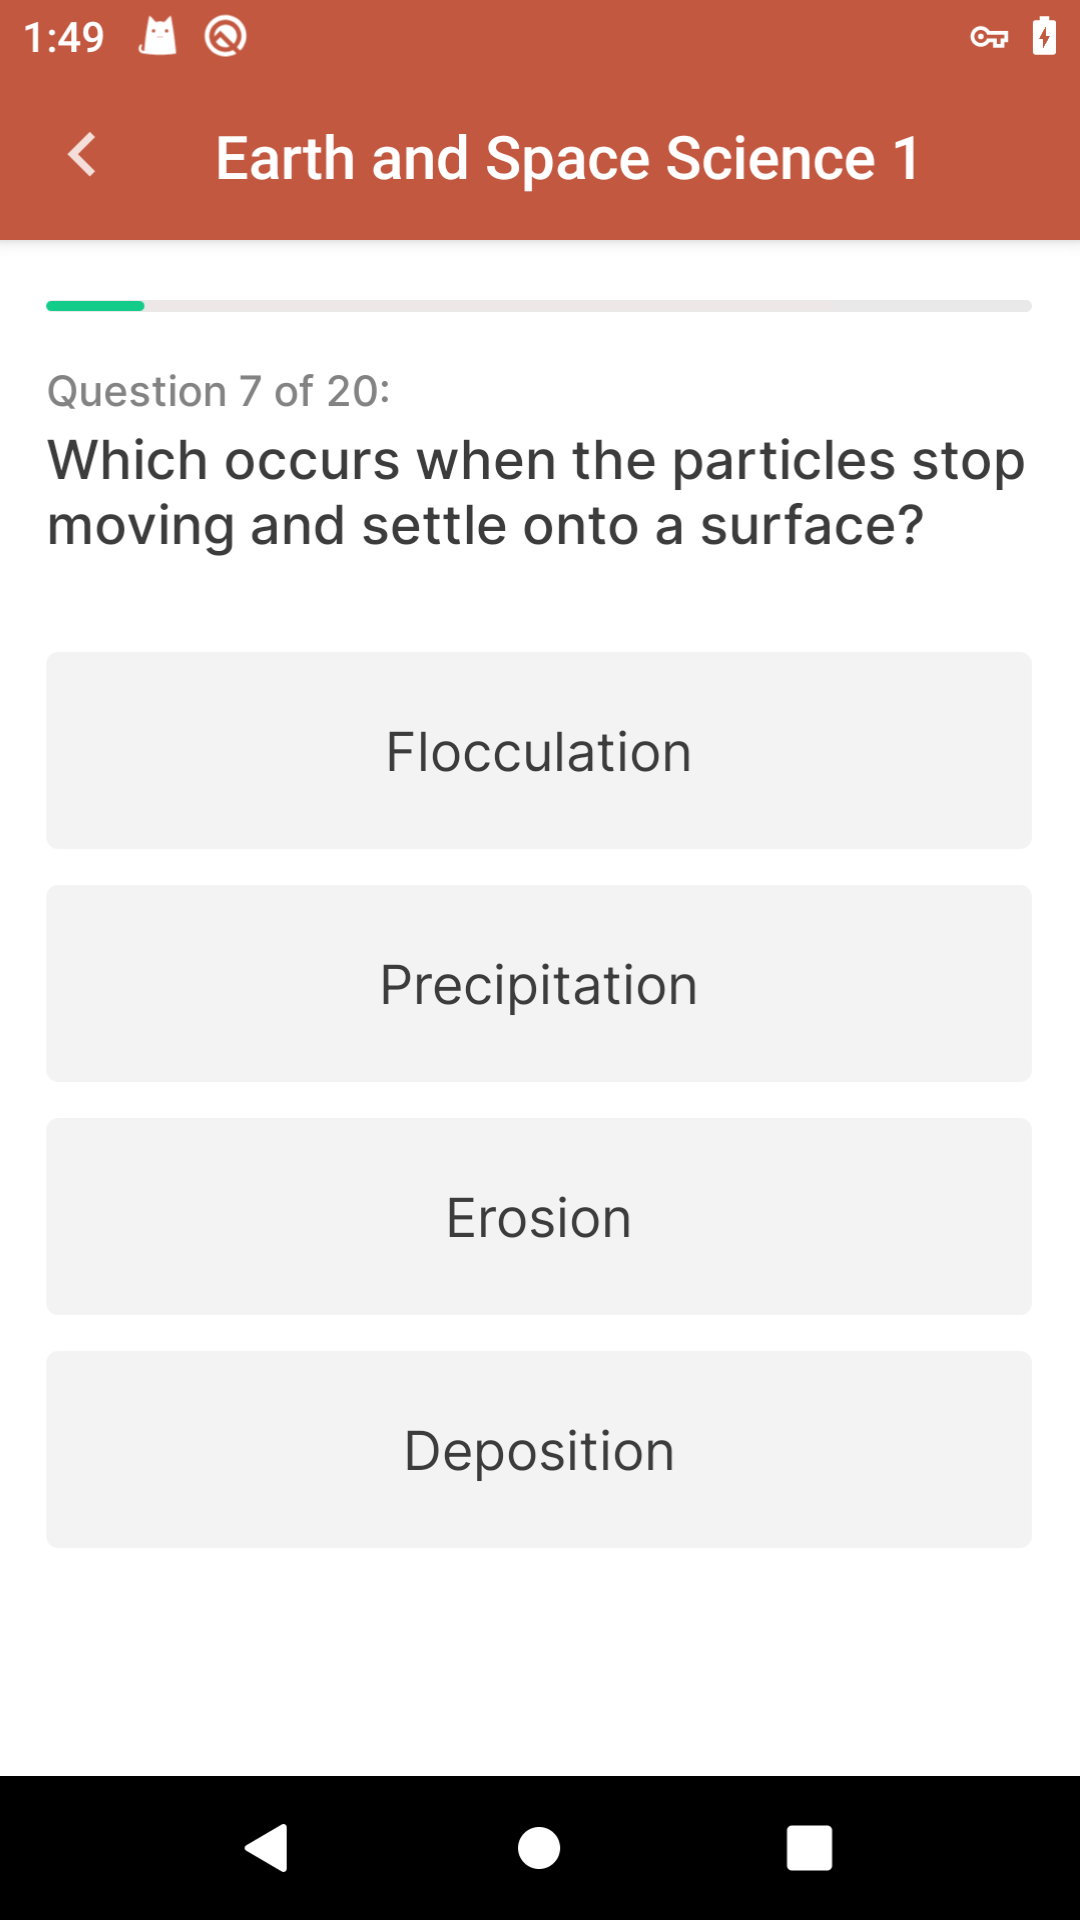 1:49
Earth and Space Science 1
Question 7 of 20:
Which occurs when the particles stop
moving and settle onto a surface?
Flocculation
Precipitation
Erosion
Deposition